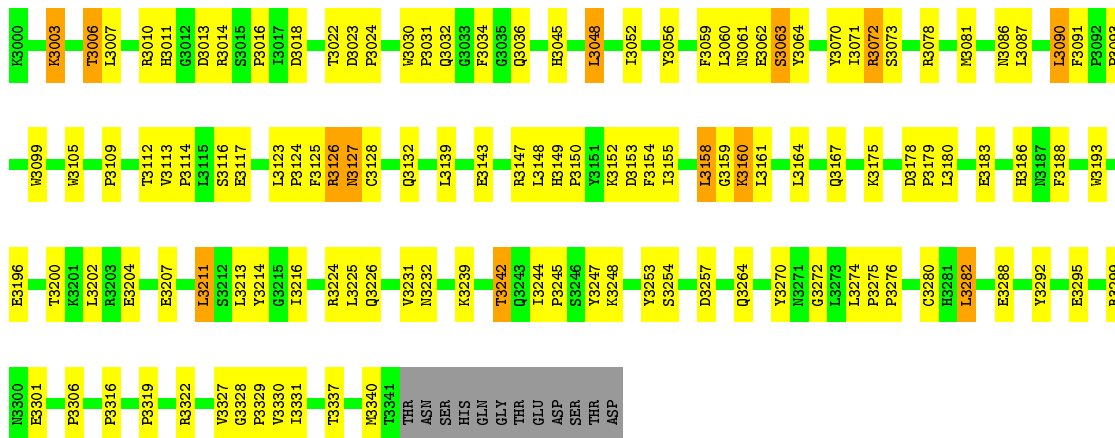 K3000 K3003 T3006 L3007 R3010 H3011 G3012 D3013 R3014 S3015 P3016 I3017 D3018 T3022 D3023 P3024 W3030 P3031 Q3032 G3033 F3034 G3035 Q3036 H3045 L3048 I3052 Y3056 F3059 L3060 N3061 E3062 S3063 Y3064 Y3070 I3071 R3072 S3073 R3078 M3081 N3086 L3087 L3090 F3091 P3092
W3099 W3105 P3109 T3112 V3113 P3114 L3115 S3116 E3117 L3123 P3124 F3125 R3126 N3127 C3128 Q3132 L3139 E3143 R3147 L3148 H3149 P3150 Y3151 K3152 D3153 F3154 I3155 L3158 G3159 K3160 L3161 L3164 Q3167 K3175 D3178 P3179 L3180 E3183 H3186 N3187 F3188 W3193
E3196 T3200 K3201 L3202 R3203 E3204 E3207 L3211 S3212 L3213 Y3214 G3215 I3216 R3224 L3225 Q3226 V3231 N3232 K3239 T3242 Q3243 I3244 P3245 S3246 Y3247 K3248 Y3253 S3254 D3257 Q3264 Y3270 N3271 G3272 L3273 L3274 P3275 P3276 C3280 H3281 L3282 E3288 Y3292 E3295
N3300 E3301 P3306 P3316 P3319 R3322 V3327 G3328 P3329 V3330 I3331 T3337 M3340 T3341 THR ASN SER HIS GLN GLY THR GLU ASP SER THR ASP